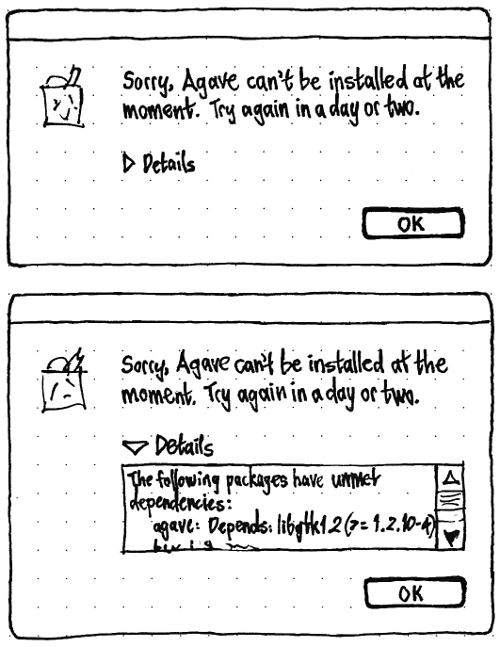 Sorry, Agave can't be installed at the
moment. Try again in a day or two.
Details
OK
Sorry, Agave can't be installed at the
moment. Try again in a day or two.
Details
The following packages have unmet
dependencies:
agave: Depends: libgtk1.2 (>= 1.2.10-4)
OK